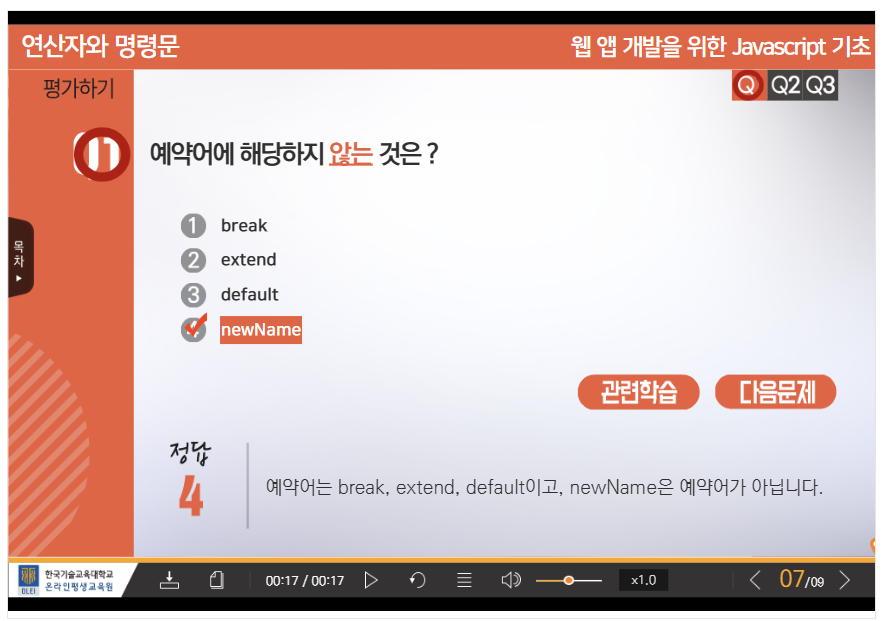 연산자와 명령문
웹 앱 개발을 위한 Javascript 기초
평가하기
Q Q2 Q3
예약어에 해당하지 않는 것은 ?
1 break
2 extend
3 default
4 newName
목차
관련학습
다음문제
정답
4
예약어는 break, extend, default이고, newName은 예약어가 아닙니다.
한국기술교육대학교
온라인평생교육원
OLEI
00:17 / 00:17
x1.0
07/09